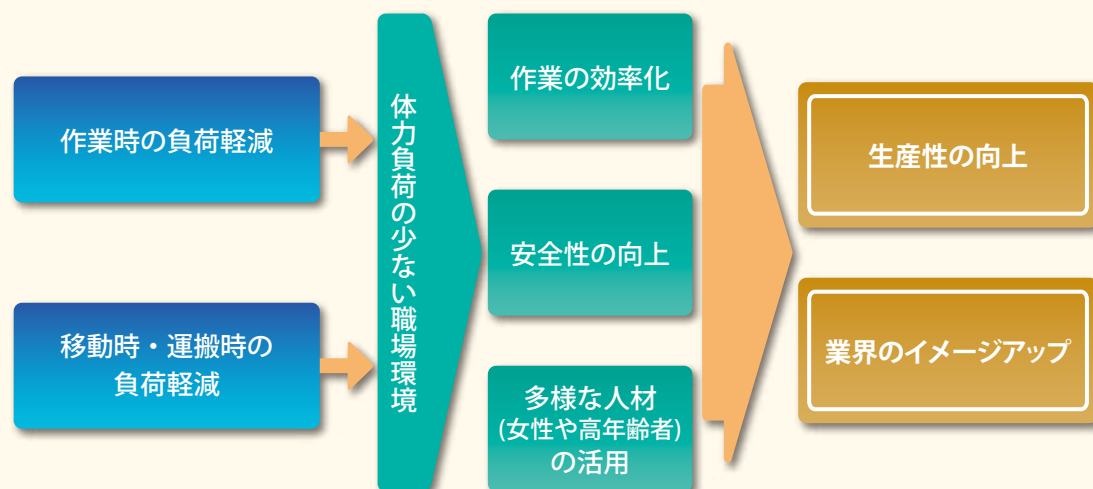 作業時の負荷軽減
移動時・運搬時の
負荷軽減
体力負荷の少ない職場環境
作業の効率化
安全性の向上
多様な人材
(女性や高年齢者)
の活用
生産性の向上
業界のイメージアップ